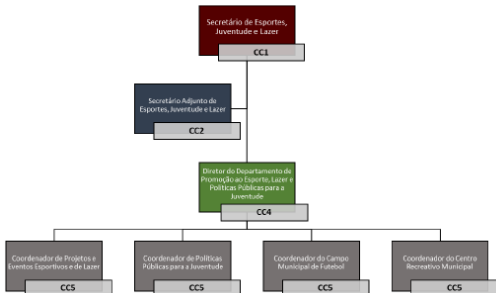 Secretário de Esportes,
Juventude e Lazer
CC1
Secretário Adjunto de
Esportes, Juventude e Lazer
CC2
Diretor do Departamento de
Promoção ao Esporte, Lazer e
Políticas Públicas para a
Juventude
CC4
Coordenador de Projetos e
Eventos Esportivos e de Lazer
CC5
Coordenador de Políticas
Públicas para a Juventude
CC5
Coordenador do Campo
Municipal de Futebol
CC5
Coordenador do Centro
Recreativo Municipal
CC5